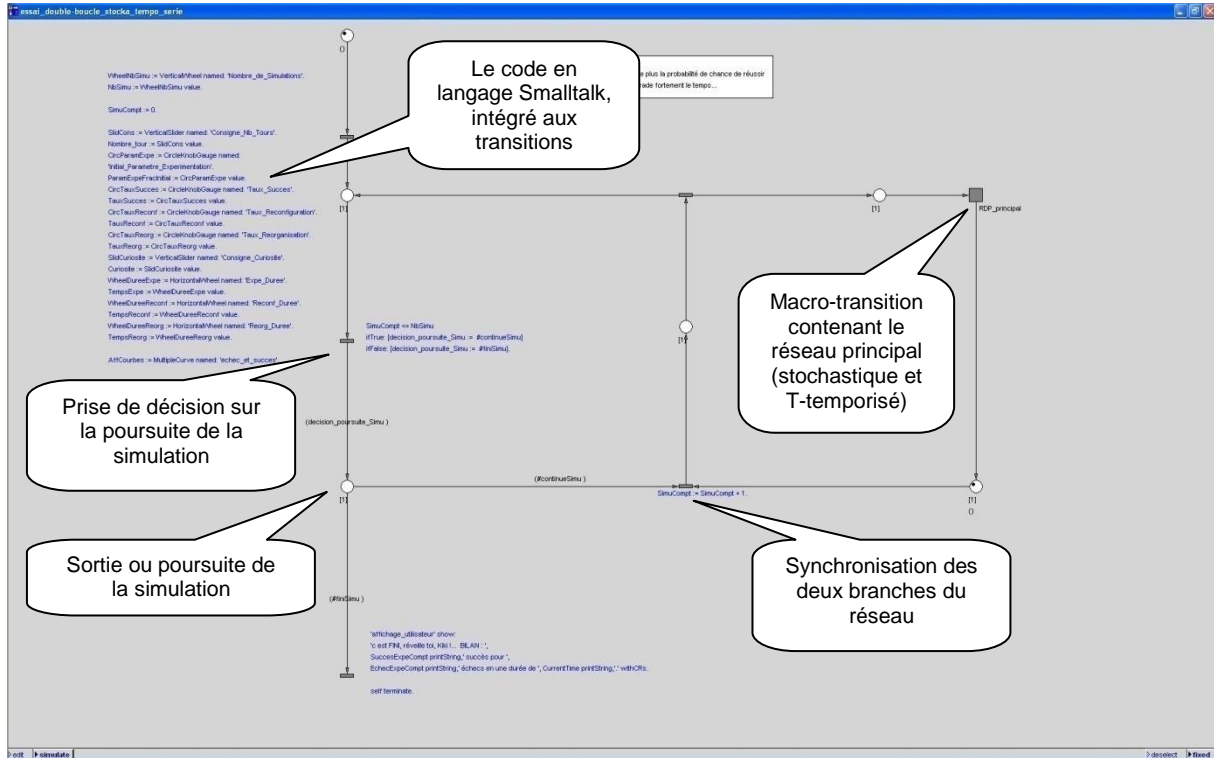 essai_double-boucle_stocka_tempo_serie
()
WheelNbSimu := VerticalWheel named: 'Nombre_de_Simulations'.
NbSimu := WheelNbSimu value.
SimuCompt := 0.
SlidCons := VerticalSlider named: 'Consigne_Nb_Tours'.
Nombre_tour := SlidCons value.
CircParamExpe := CircleKnobGauge named:
'Initial_Parametre_Experimentation'.
ParamExpeFracInitial := CircParamExpe value.
CircTauxSucces := CircleKnobGauge named: 'Taux_Succes'.
TauxSucces := CircTauxSucces value.
CircTauxReconf := CircleKnobGauge named: 'Taux_Reconfiguration'.
TauxReconf := CircTauxReconf value.
CircTauxReorg := CircleKnobGauge named: 'Taux_Reorganisation'.
TauxReorg := CircTauxReorg value.
SlidCuriosite := VerticalSlider named: 'Consigne_Curiosite'.
Curiosite := SlidCuriosite value.
WheelDureeExpe := HorizontalWheel named: 'Expe_Duree'.
TempsExpe := WheelDureeExpe value.
WheelDureeReconf := HorizontalWheel named: 'Reconf_Duree'.
TempsReconf := WheelDureeReconf value.
WheelDureeReorg := HorizontalWheel named: 'Reorg_Duree'.
TempsReorg := WheelDureeReorg value.
AffCourbes := MultipleCurve named: 'echec_et_succes'
Le code en
langage Smalltalk,
intégré aux
transitions
e plus la probabilité de chance de réussir
rade fortement le temps...
[1]
[1]
RDP_principal
Macro-transition
contenant le
réseau principal
(stochastique et
T-temporisé)
SimuCompt <= NbSimu
ifTrue: [decision_poursuite_Simu := #continueSimu]
ifFalse: [decision_poursuite_Simu := #finiSimu].
[1]
Prise de décision sur
la poursuite de la
simulation
(decision_poursuite_Simu )
(#continueSimu )
[1]
SimuCompt := SimuCompt + 1.
[1]
()
Sortie ou poursuite de
la simulation
Synchronisation des
deux branches du
réseau
(#finiSimu )
'affichage_utilisateur' show:
'c est FINI, réveille toi, Kiki !... BILAN : ',
SuccesExpeCompt printString,' succès pour ',
EchecExpeCompt printString,' échecs en une durée de ', CurrentTime printString,'.' withCRs.
self terminate.
edit simulate deselect fixed